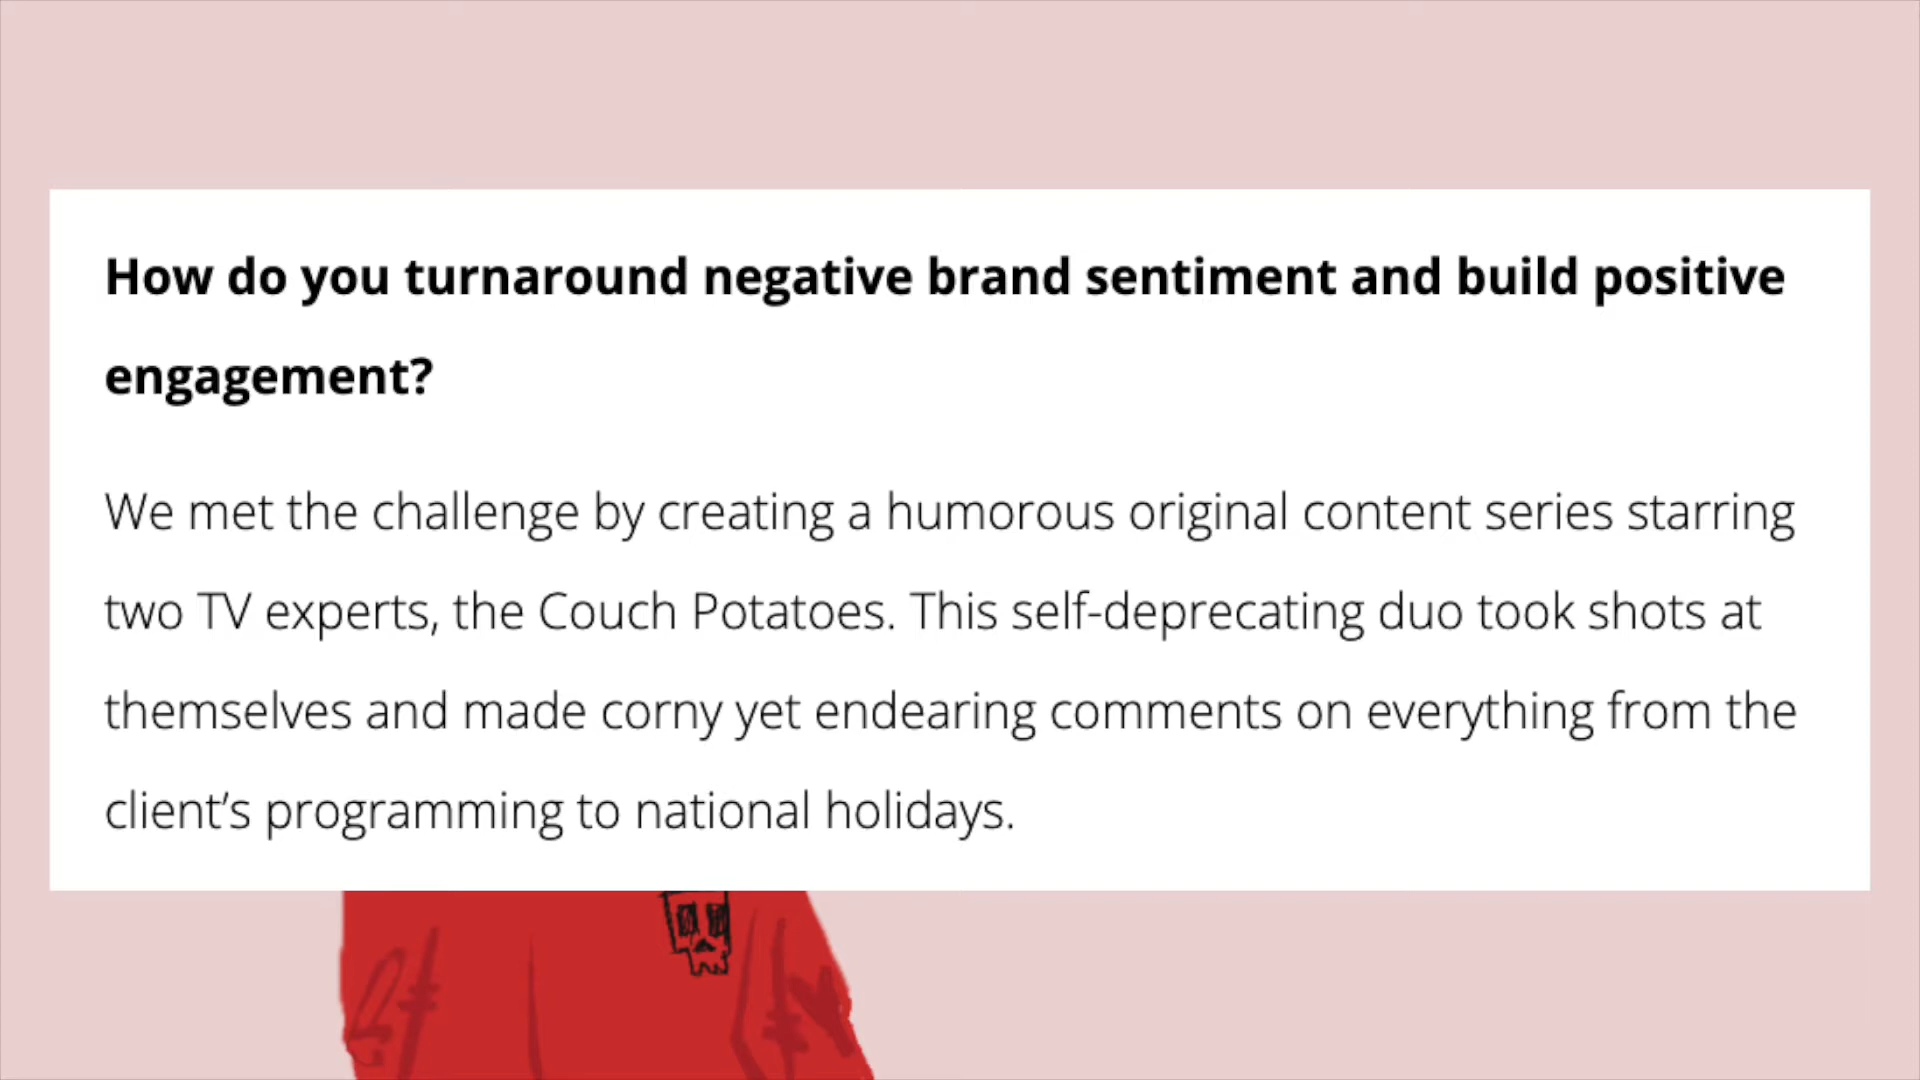 How do you turnaround negative brand sentiment and build positive
engagement?
We met the challenge by creating a humorous original content series starring
two TV experts, the Couch Potatoes. This self-deprecating duo took shots at
themselves and made corny yet endearing comments on everything from the
client’s programming to national holidays.